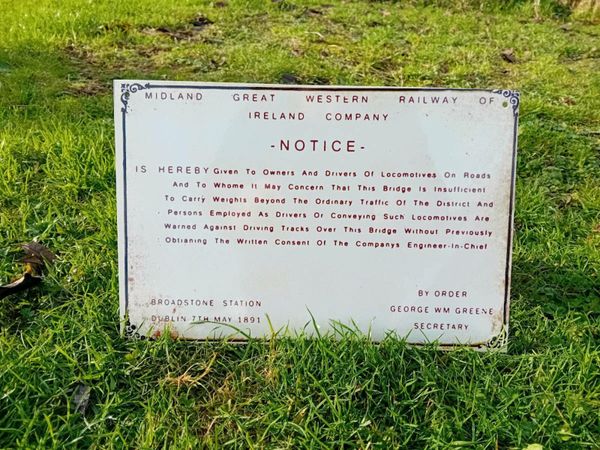 MIDLAND GREAT WESTERN RAILWAY OF
IRELAND COMPANY
- NOTICE -
IS HEREBY Given To Owners And Drivers Of Locomotives On Roads
And To Whome It May Concern That This Bridge Is Insufficient
To Carry Weights Beyond The Ordinary Traffic Of The District And
Persons Employed As Drivers Or Conveying Such Locomotives Are
Warned Against Driving Tracks Over This Bridge Without Previously
Obtianing The Written Consent Of The Companys Engineer-In-Chief
BROADSTONE STATION
DUBLIN 7TH MAY 1891
BY ORDER
GEORGE WM GREENE
SECRETARY